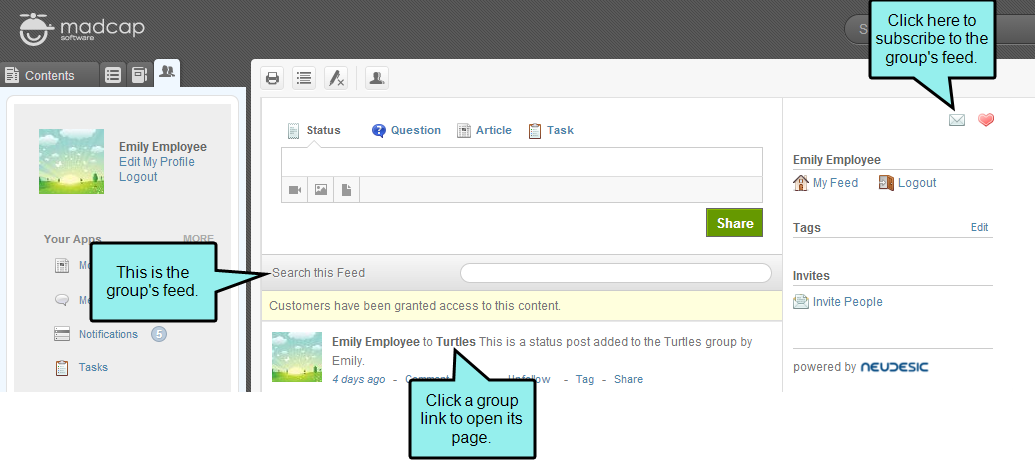 madcap
software
Click here to
subscribe to the
group's feed.
S
Contents
Status
Question
Article
Task
Emily Employee
Edit My Profile
Logout
Share
Emily Employee
My Feed
Logout
Tags
Edit
Invites
Invite People
powered by NEUDESIC
Your Apps
MORE
This is the
group's feed.
Notifications 5
Tasks
Search this Feed
Customers have been granted access to this content.
Emily Employee to Turtles This is a status post added to the Turtles group by
Emily.
4 days ago - Comment - Unfollow - Tag - Share
Click a group
link to open its
page.